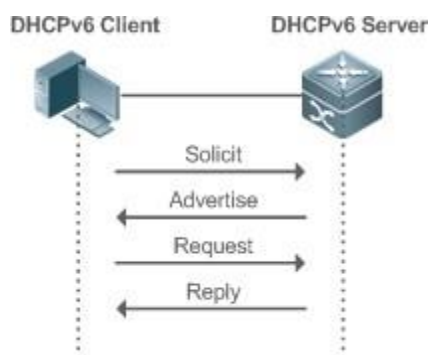 DHCPv6 Client
DHCPv6 Server
Solicit
Advertise
Request
Reply